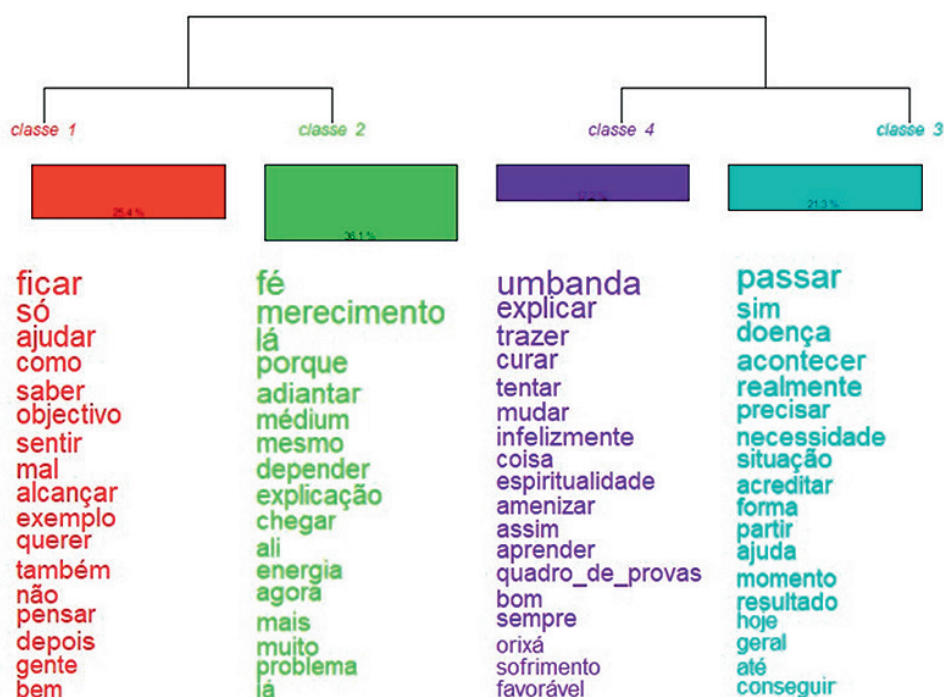 classe 1
classe 2
classe 4
classe 3
25.4 %
36.1 %
17.2 %
21.3 %
ficar
só
ajudar
como
saber
objectivo
sentir
mal
alcançar
exemplo
querer
também
não
pensar
depois
gente
bem
fé
merecimento
lá
porque
adiantar
médium
mesmo
depender
explicação
chegar
ali
energia
agora
mais
muito
problema
já
umbanda
explicar
trazer
curar
tentar
mudar
infelizmente
coisa
espiritualidade
amenizar
assim
aprender
quadro_de_provas
bom
sempre
orixá
sofrimento
favorável
passar
sim
doença
acontecer
realmente
precisar
necessidade
situação
acreditar
forma
partir
ajuda
momento
resultado
hoje
geral
até
conseguir